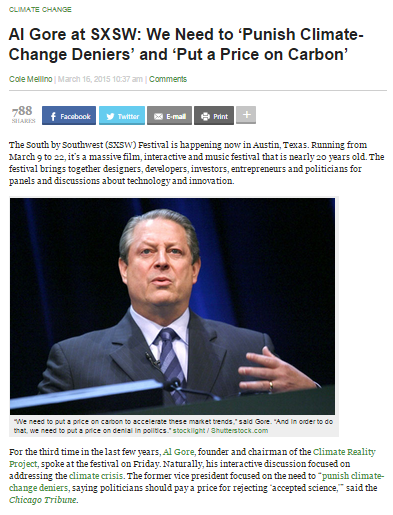 CLIMATE CHANGE
Al Gore at SXSW: We Need to ‘Punish Climate-
Change Deniers’ and ‘Put a Price on Carbon’
Cole Mellino | March 16, 2015 10:37 am | Comments
788
SHARES
Facebook
Twitter
E-mail
Print
+
The South by Southwest (SXSW) Festival is happening now in Austin, Texas. Running from
March 9 to 22, it’s a massive film, interactive and music festival that is nearly 20 years old. The
festival brings together designers, developers, investors, entrepreneurs and politicians for
panels and discussions about technology and innovation.
“We need to put a price on carbon to accelerate these market trends,” said Gore. “And in order to do
that, we need to put a price on denial in politics.” stocklight / Shutterstock.com
For the third time in the last few years, Al Gore, founder and chairman of the Climate Reality
Project, spoke at the festival on Friday. Naturally, his interactive discussion focused on
addressing the climate crisis. The former vice president focused on the need to “punish climate-
change deniers, saying politicians should pay a price for rejecting ‘accepted science,’” said the
Chicago Tribune.